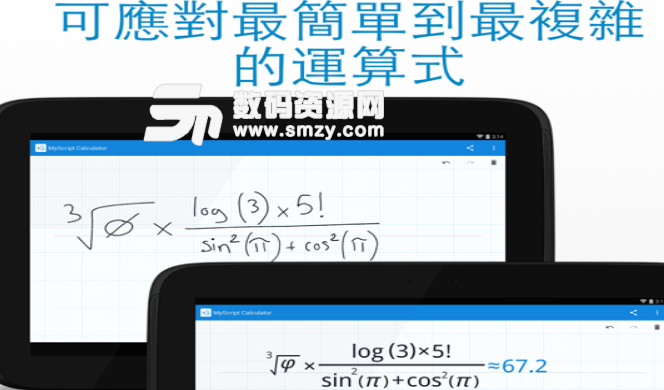 可應對最簡單到最複雜
的運算式
数码资源网
www.smzy.com
3:14
MyScript Calculator
∛φ × (log(3)×5!)/(sin²(π)+cos²(π))
MyScript Calculator
∛φ × (log(3)×5!)/(sin²(π)+cos²(π)) ≈67.2